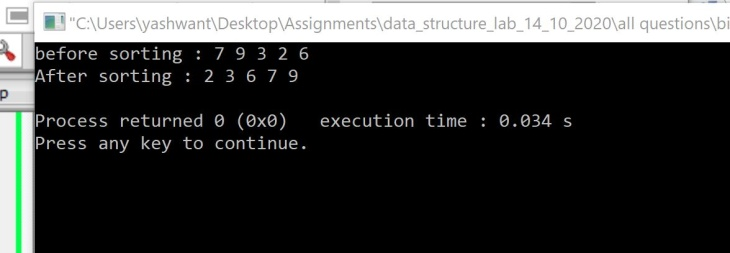 "C:\Users\yashwant\Desktop\Assignments\data_structure_lab_14_10_2020\all questions\bi
before sorting : 7 9 3 2 6
After sorting : 2 3 6 7 9
p
Process returned 0 (0x0)   execution time : 0.034 s
Press any key to continue.